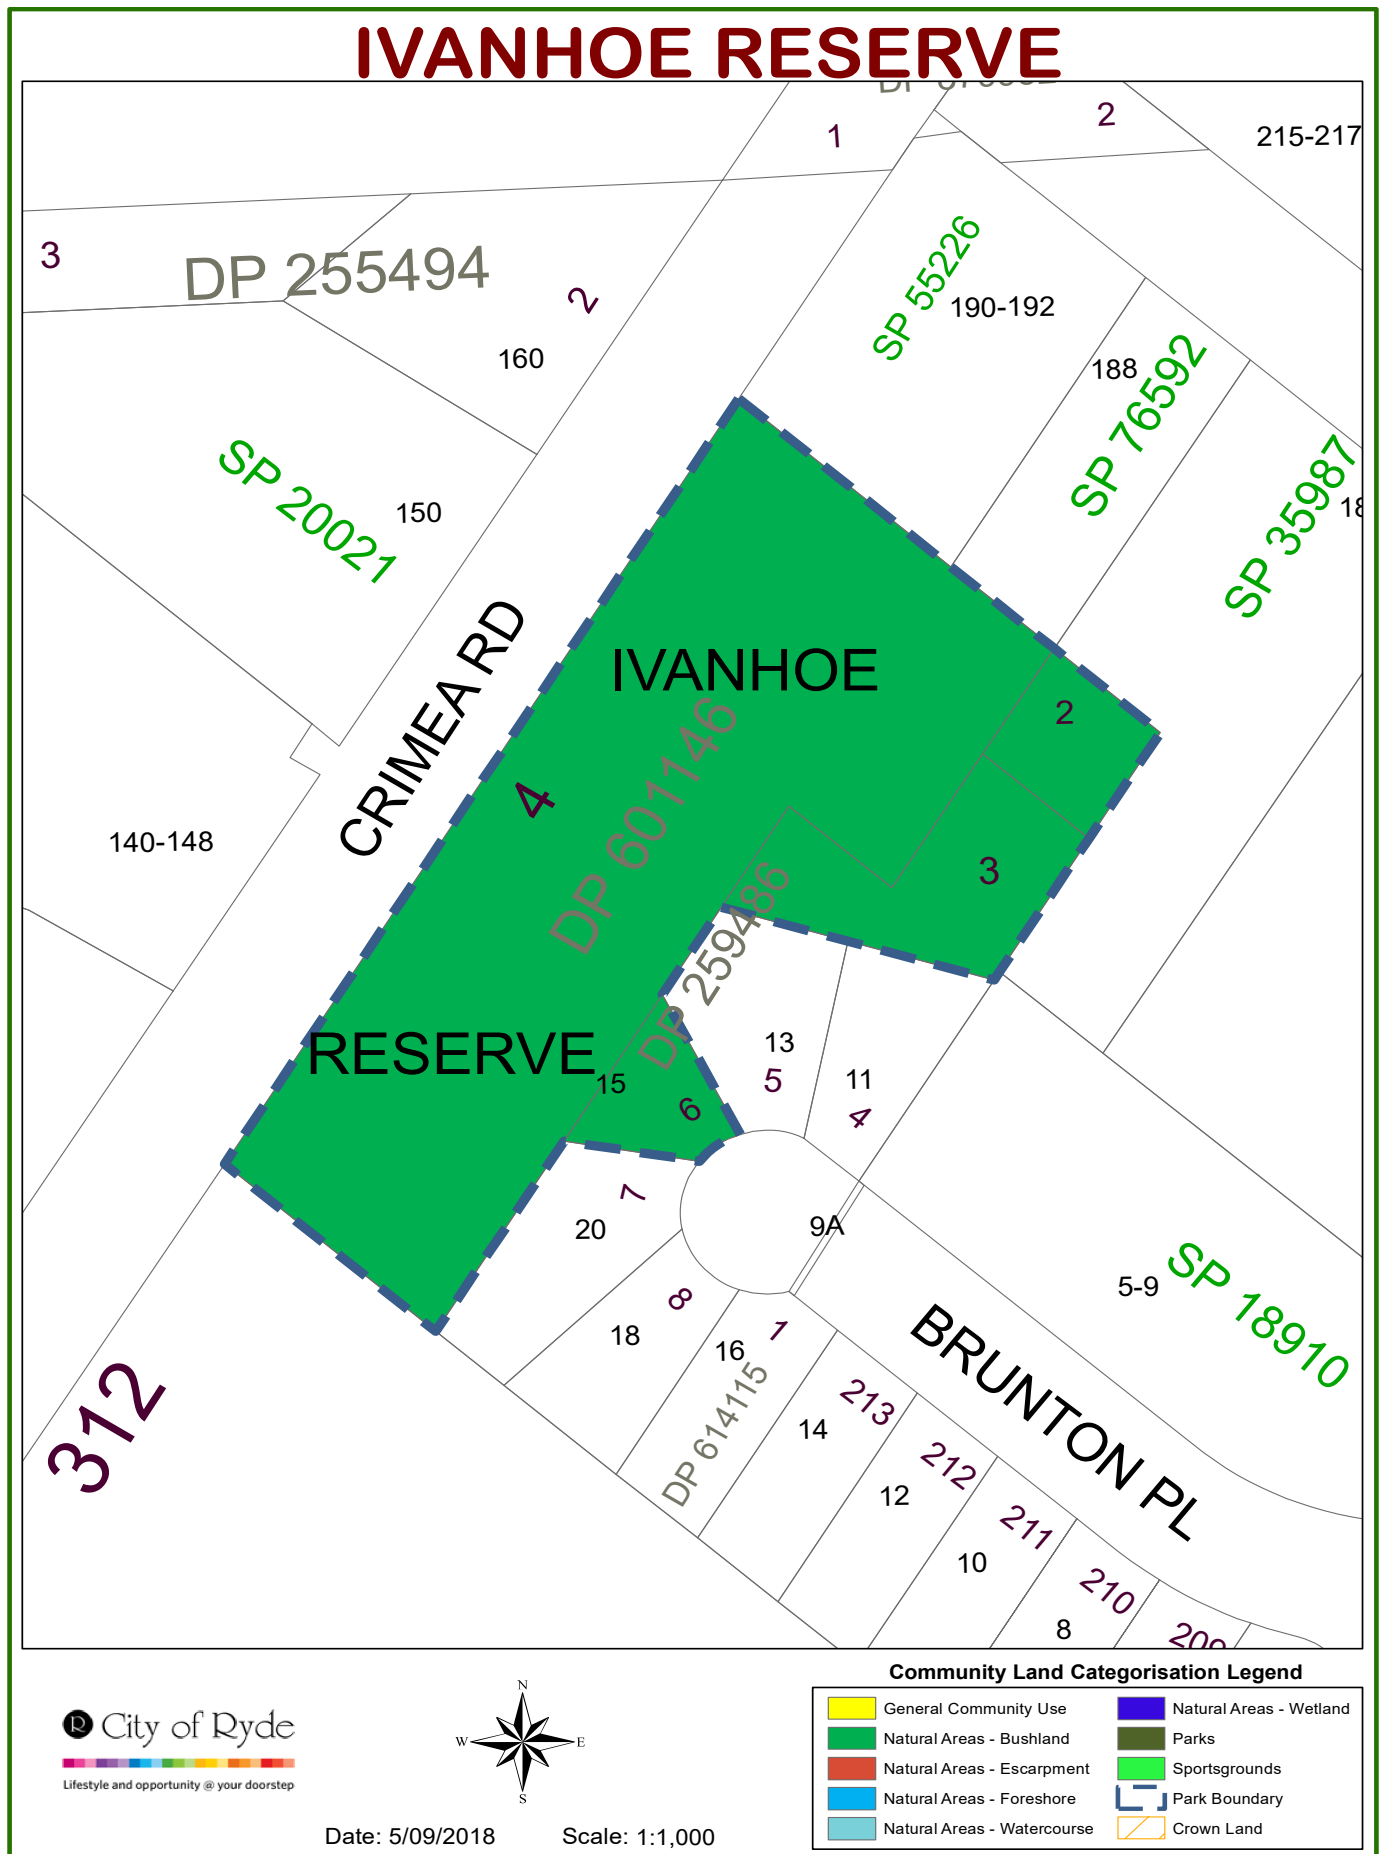 IVANHOE RESERVE
1
2
215-217
3
DP 255494
2
160
SP 55226
190-192
188
SP 76592
SP 35987
SP 20021
150
CRIMEA RD
IVANHOE
2
4
DP 601146
140-148
3
DP 259486
RESERVE
15
6
13
5
11
4
7
20
9A
8
18
16
1
DP 614115
5-9
SP 18910
BRUNTON PL
312
14
213
12
212
10
211
8
210
209
Community Land Categorisation Legend
General Community Use
Natural Areas - Bushland
Natural Areas - Escarpment
Natural Areas - Foreshore
Natural Areas - Watercourse
Natural Areas - Wetland
Parks
Sportsgrounds
Park Boundary
Crown Land
R City of Ryde
Lifestyle and opportunity @ your doorstep
N
W E
S
Date: 5/09/2018 Scale: 1:1,000